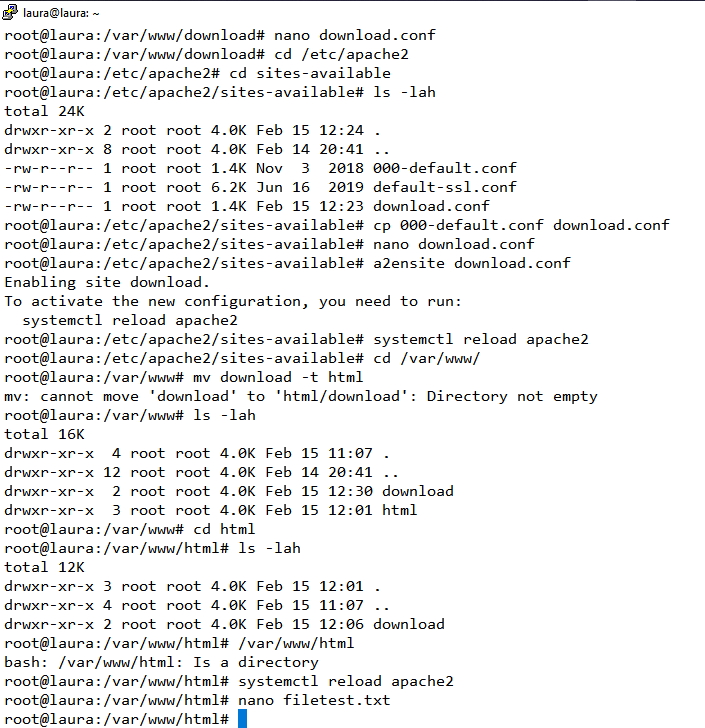 laura@laura: ~
root@laura:/var/www/download# nano download.conf
root@laura:/var/www/download# cd /etc/apache2
root@laura:/etc/apache2# cd sites-available
root@laura:/etc/apache2/sites-available# ls -lah
total 24K
drwxr-xr-x 2 root root 4.0K Feb 15 12:24 .
drwxr-xr-x 8 root root 4.0K Feb 14 20:41 ..
-rw-r--r-- 1 root root 1.4K Nov  3  2018 000-default.conf
-rw-r--r-- 1 root root 6.2K Jun 16  2019 default-ssl.conf
-rw-r--r-- 1 root root 1.4K Feb 15 12:23 download.conf
root@laura:/etc/apache2/sites-available# cp 000-default.conf download.conf
root@laura:/etc/apache2/sites-available# nano download.conf
root@laura:/etc/apache2/sites-available# a2ensite download.conf
Enabling site download.
To activate the new configuration, you need to run:
  systemctl reload apache2
root@laura:/etc/apache2/sites-available# systemctl reload apache2
root@laura:/etc/apache2/sites-available# cd /var/www/
root@laura:/var/www# mv download -t html
mv: cannot move 'download' to 'html/download': Directory not empty
root@laura:/var/www# ls -lah
total 16K
drwxr-xr-x  4 root root 4.0K Feb 15 11:07 .
drwxr-xr-x 12 root root 4.0K Feb 14 20:41 ..
drwxr-xr-x  2 root root 4.0K Feb 15 12:30 download
drwxr-xr-x  3 root root 4.0K Feb 15 12:01 html
root@laura:/var/www# cd html
root@laura:/var/www/html# ls -lah
total 12K
drwxr-xr-x 3 root root 4.0K Feb 15 12:01 .
drwxr-xr-x 4 root root 4.0K Feb 15 11:07 ..
drwxr-xr-x 2 root root 4.0K Feb 15 12:06 download
root@laura:/var/www/html# /var/www/html
bash: /var/www/html: Is a directory
root@laura:/var/www/html# systemctl reload apache2
root@laura:/var/www/html# nano filetest.txt
root@laura:/var/www/html#